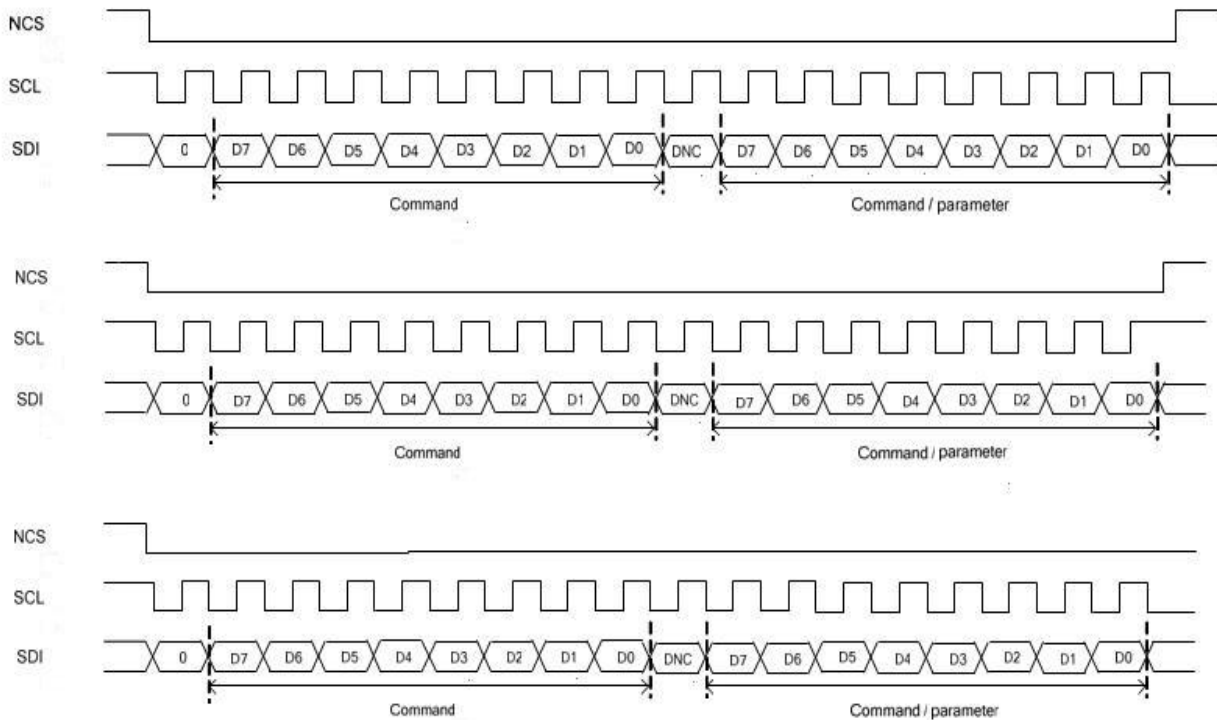 NCS
SCL
SDI 0 D7 D6 D5 D4 D3 D2 D1 D0 DNC D7 D6 D5 D4 D3 D2 D1 D0
Command Command / parameter
NCS
SCL
SDI 0 D7 D6 D5 D4 D3 D2 D1 D0 DNC D7 D6 D5 D4 D3 D2 D1 D0
Command Command / parameter
NCS
SCL
SDI 0 D7 D6 D5 D4 D3 D2 D1 D0 DNC D7 D6 D5 D4 D3 D2 D1 D0
Command Command / parameter